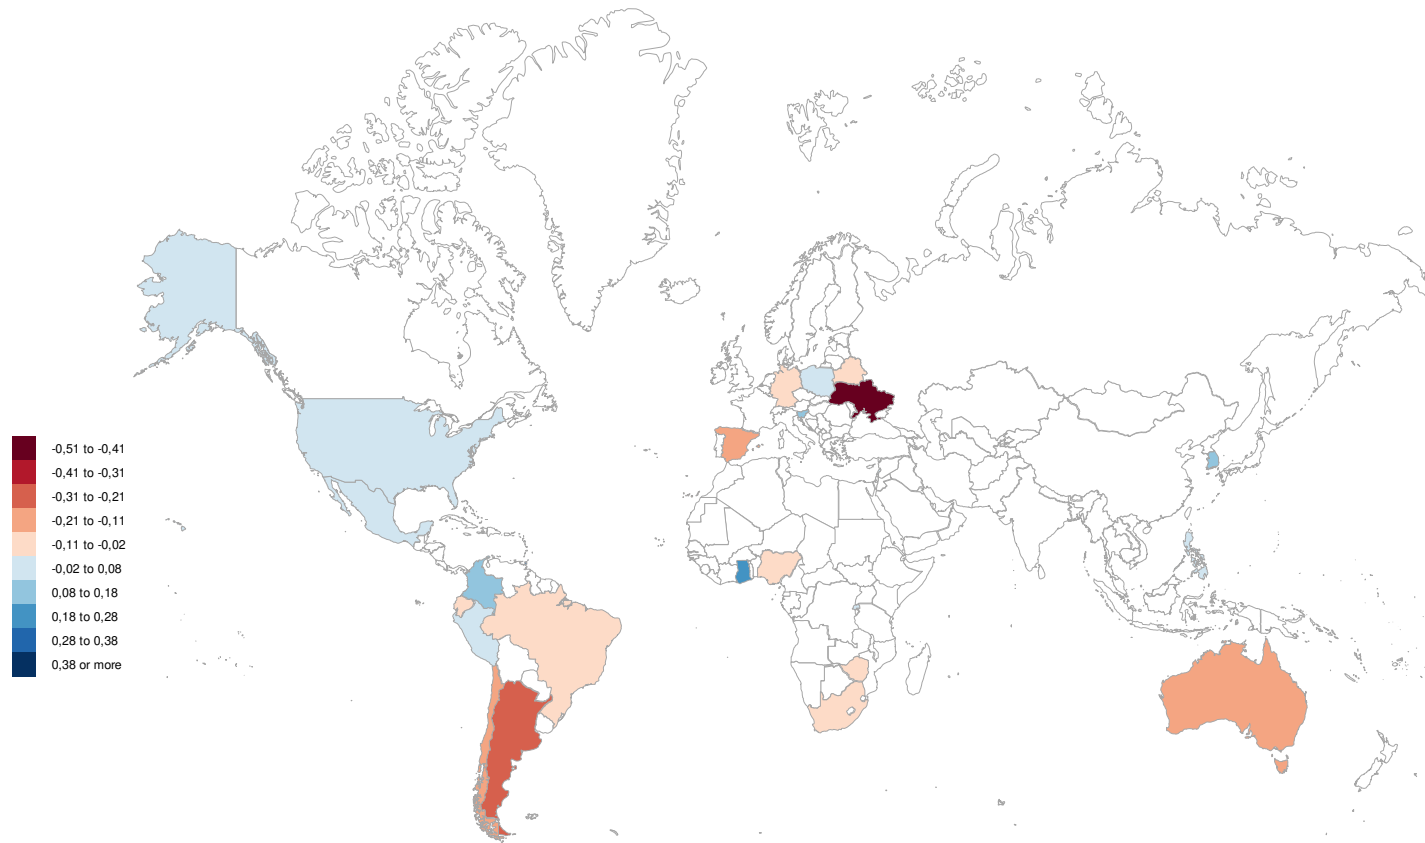 -0,51 to -0,41
-0,41 to -0,31
-0,31 to -0,21
-0,21 to -0,11
-0,11 to -0,02
-0,02 to 0,08
0,08 to 0,18
0,18 to 0,28
0,28 to 0,38
0,38 or more